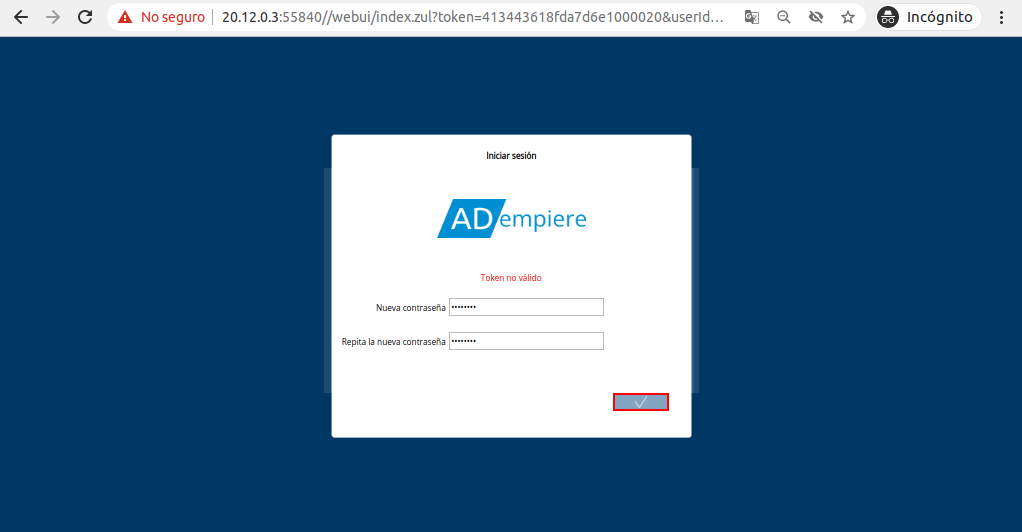 No seguro 20.12.0.3:55840//webui/index.zul?token=413443618fda7d6e1000020&userId... Incógnito
Iniciar sesión
ADempiere
Token no válido
Nueva contraseña ••••••••
Repita la nueva contraseña ••••••••